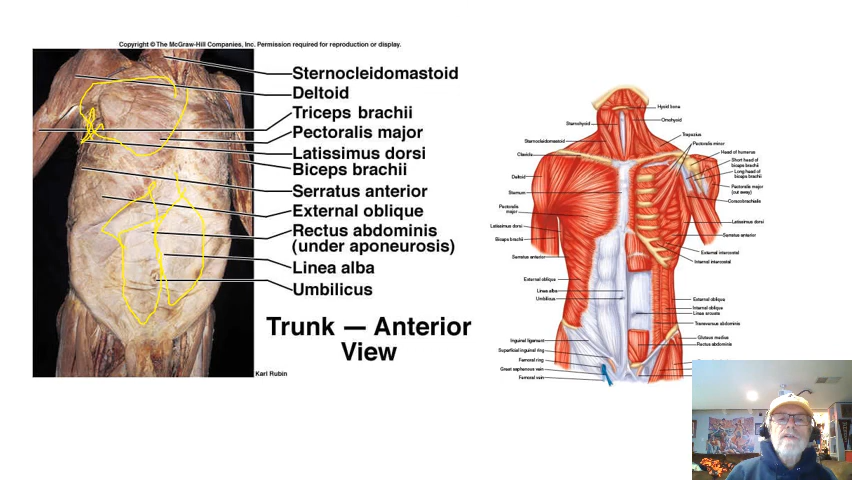 Copyright © The McGraw-Hill Companies, Inc. Permission required for reproduction or display.
Sternocleidomastoid
Deltoid
Triceps brachii
Pectoralis major
Latissimus dorsi
Biceps brachii
Serratus anterior
External oblique
Rectus abdominis
(under aponeurosis)
Linea alba
Umbilicus
Trunk — Anterior
View
Karl Rubin
Hyoid bone
Sternohyoid
Omohyoid
Trapezius
Sternocleidomastoid
Pectoralis minor
Clavicle
Head of humerus
Short head of
biceps brachii
Long head of
biceps brachii
Deltoid
Pectoralis major
(cut away)
Sternum
Coracobrachialis
Pectoralis
major
Latissimus dorsi
Latissimus dorsi
Serratus anterior
Biceps brachii
External intercostal
Serratus anterior
Internal intercostal
External oblique
Linea alba
Umbilicus
External oblique
Internal oblique
Transversus abdominis
Inguinal ligament
Gluteus medius
Rectus abdominis
Superficial inguinal ring
Femoral ring
Great saphenous vein
Femoral vein